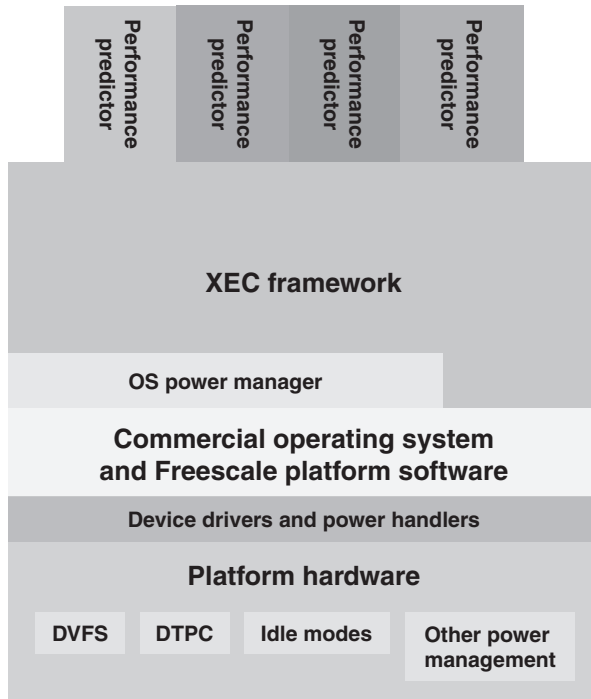 Performance
predictor
Performance
predictor
Performance
predictor
Performance
predictor
XEC framework
OS power manager
Commercial operating system
and Freescale platform software
Device drivers and power handlers
Platform hardware
DVFS
DTPC
Idle modes
Other power
management